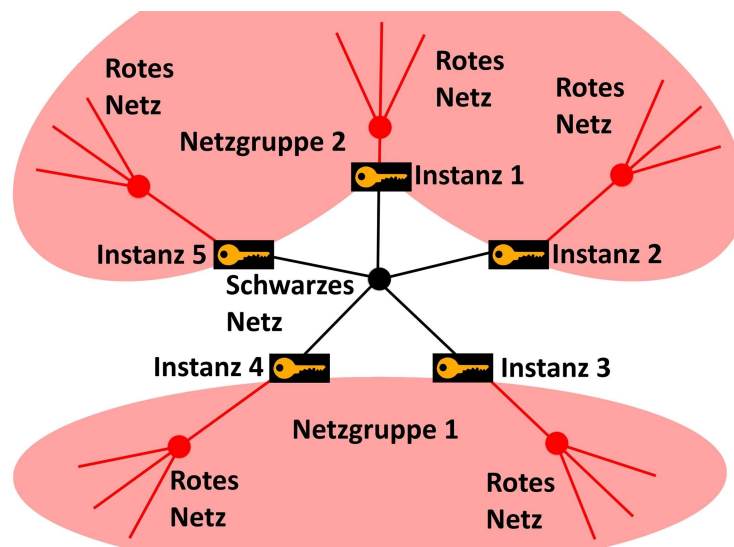 Rotes
Netz
Rotes
Netz
Rotes
Netz
Netzgruppe 2
Instanz 1
Instanz 5
Instanz 2
Schwarzes
Netz
Instanz 4
Instanz 3
Netzgruppe 1
Rotes
Netz
Rotes
Netz